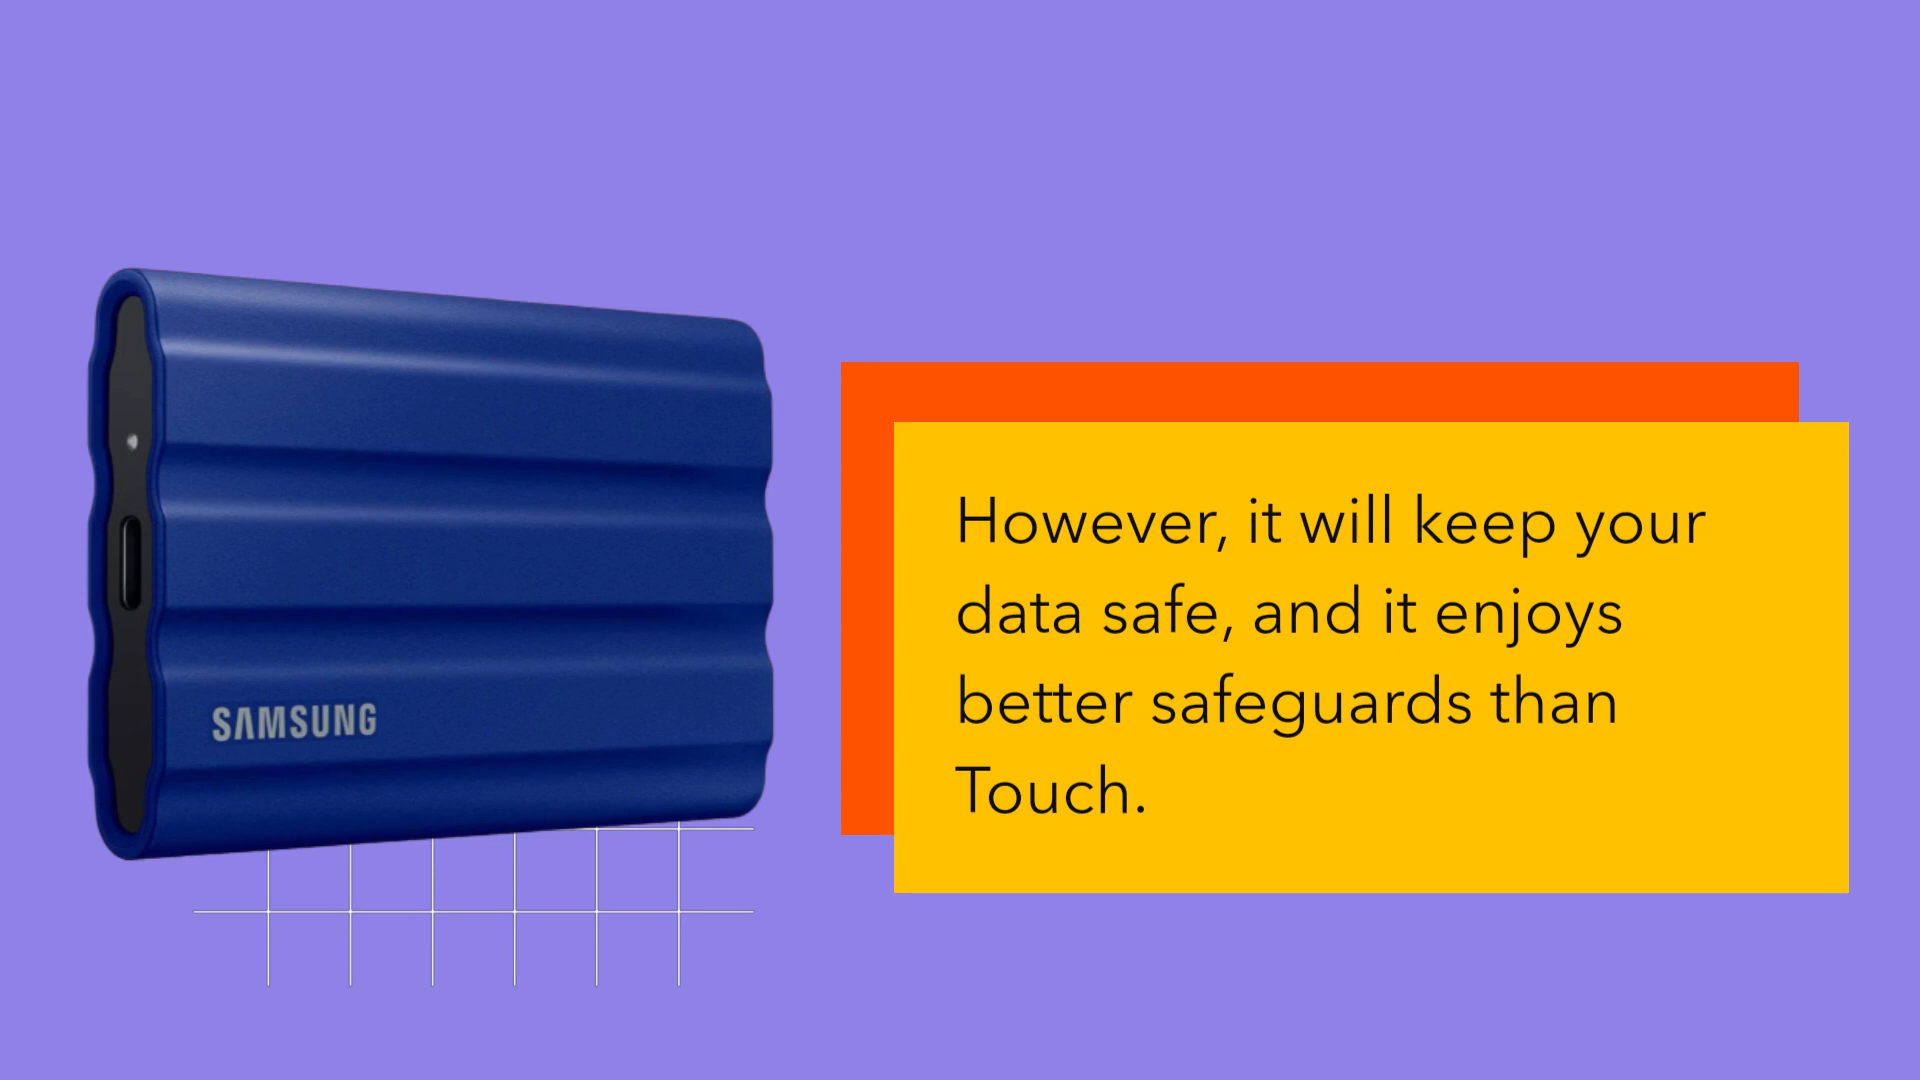 SAMSUNG
However, it will keep your
data safe, and it enjoys
better safeguards than
Touch.